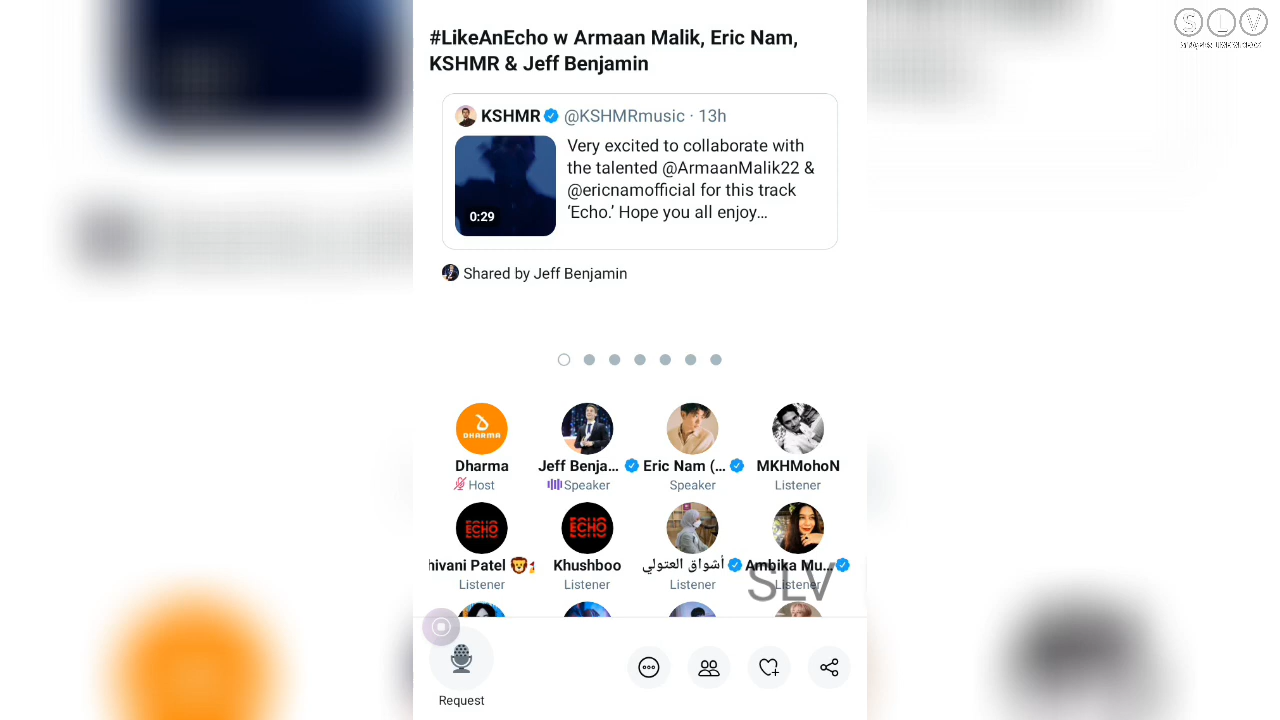 #LikeAnEcho w Armaan Malik, Eric Nam,
KSHMR & Jeff Benjamin
KSHMR @KSHMRmusic · 13h
Very excited to collaborate with
the talented @ArmaanMalik22 &
@ericnamofficial for this track
‘Echo.’ Hope you all enjoy…
0:29
Shared by Jeff Benjamin
DHARMA
Dharma Jeff Benja… Eric Nam (… MKHMohoN
Host Speaker Speaker Listener
ECHO ECHO
hivani Patel Khushboo أشواق العتولي Ambika Mu…
Listener Listener Listener Listener
SLV
Request
S L V